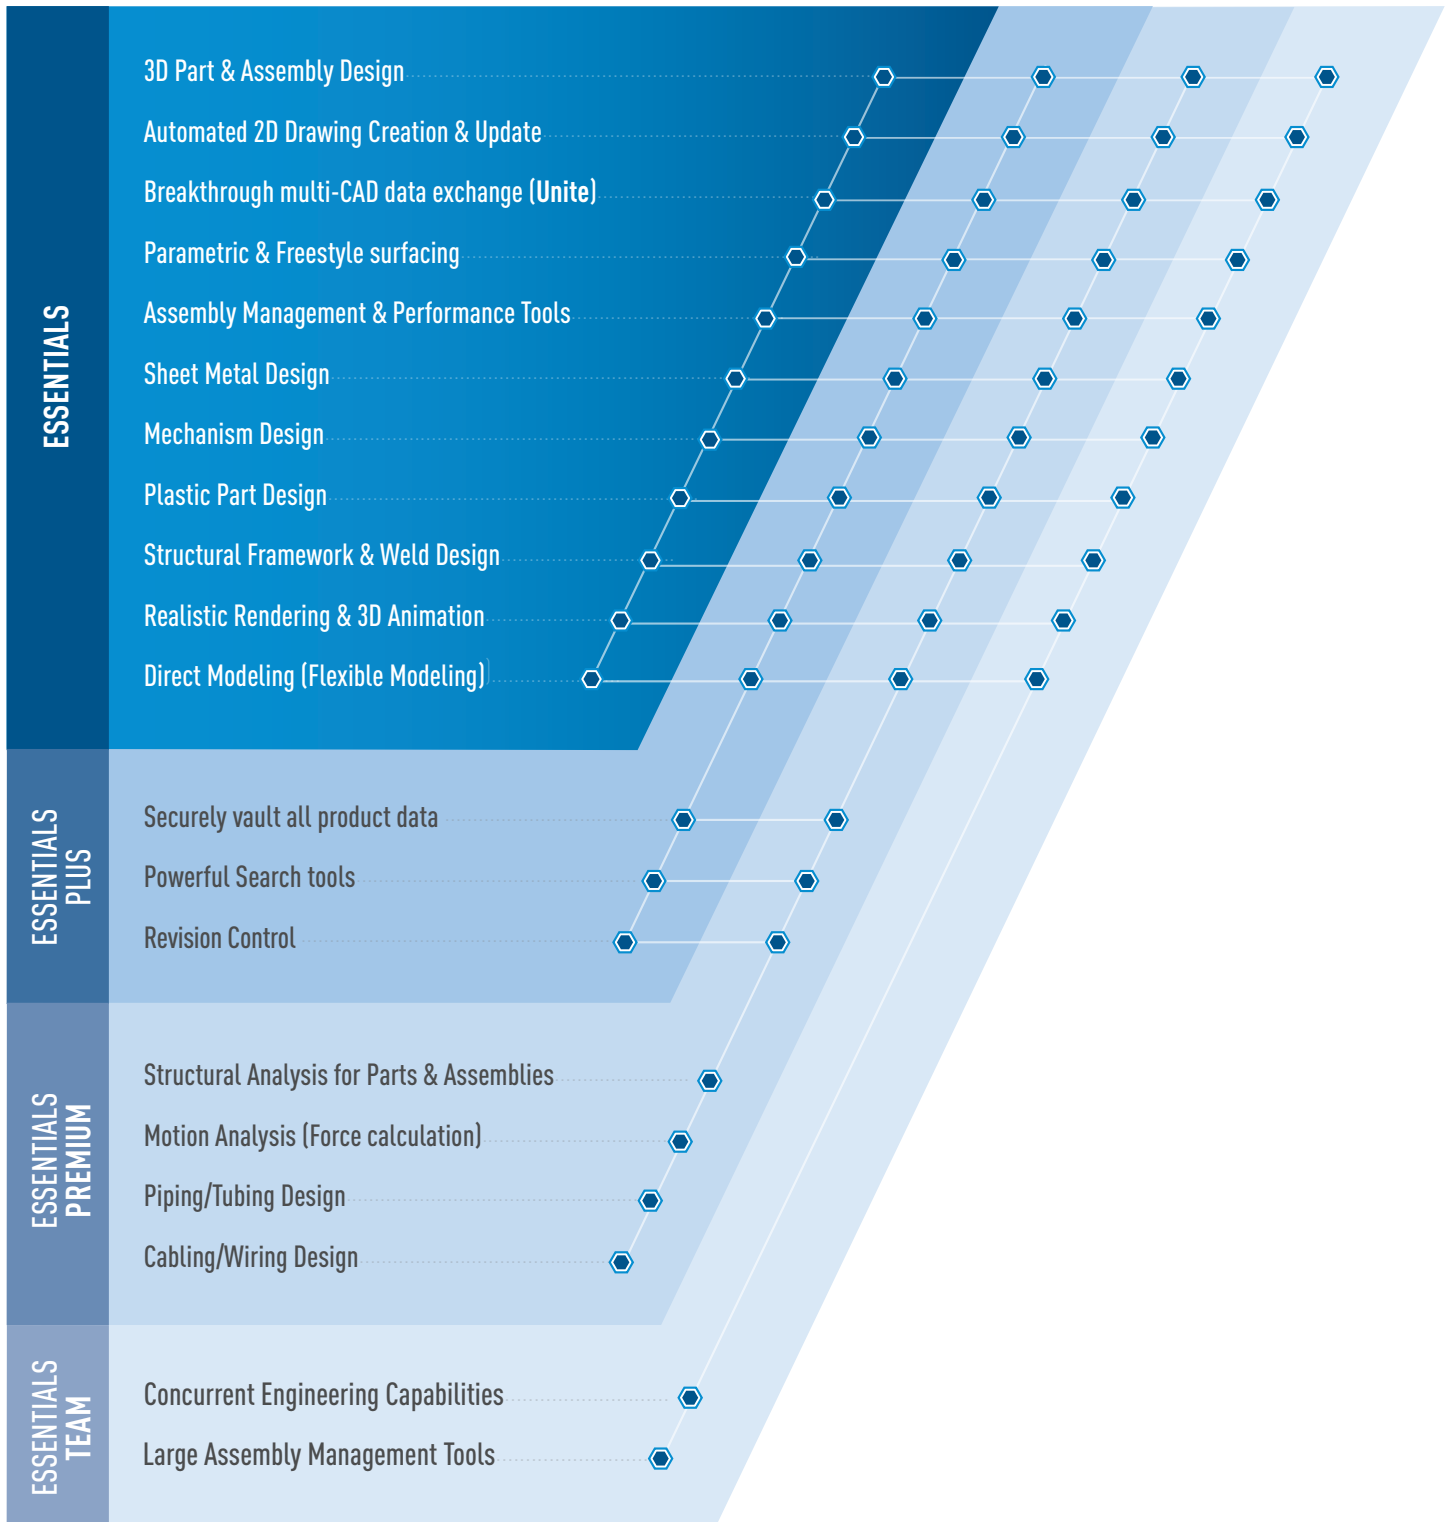 ESSENTIALS
3D Part & Assembly Design
Automated 2D Drawing Creation & Update
Breakthrough multi-CAD data exchange (Unite)
Parametric & Freestyle surfacing
Assembly Management & Performance Tools
Sheet Metal Design
Mechanism Design
Plastic Part Design
Structural Framework & Weld Design
Realistic Rendering & 3D Animation
Direct Modeling (Flexible Modeling)
ESSENTIALS
PLUS
Securely vault all product data
Powerful Search tools
Revision Control
ESSENTIALS
PREMIUM
Structural Analysis for Parts & Assemblies
Motion Analysis (Force calculation)
Piping/Tubing Design
Cabling/Wiring Design
ESSENTIALS
TEAM
Concurrent Engineering Capabilities
Large Assembly Management Tools